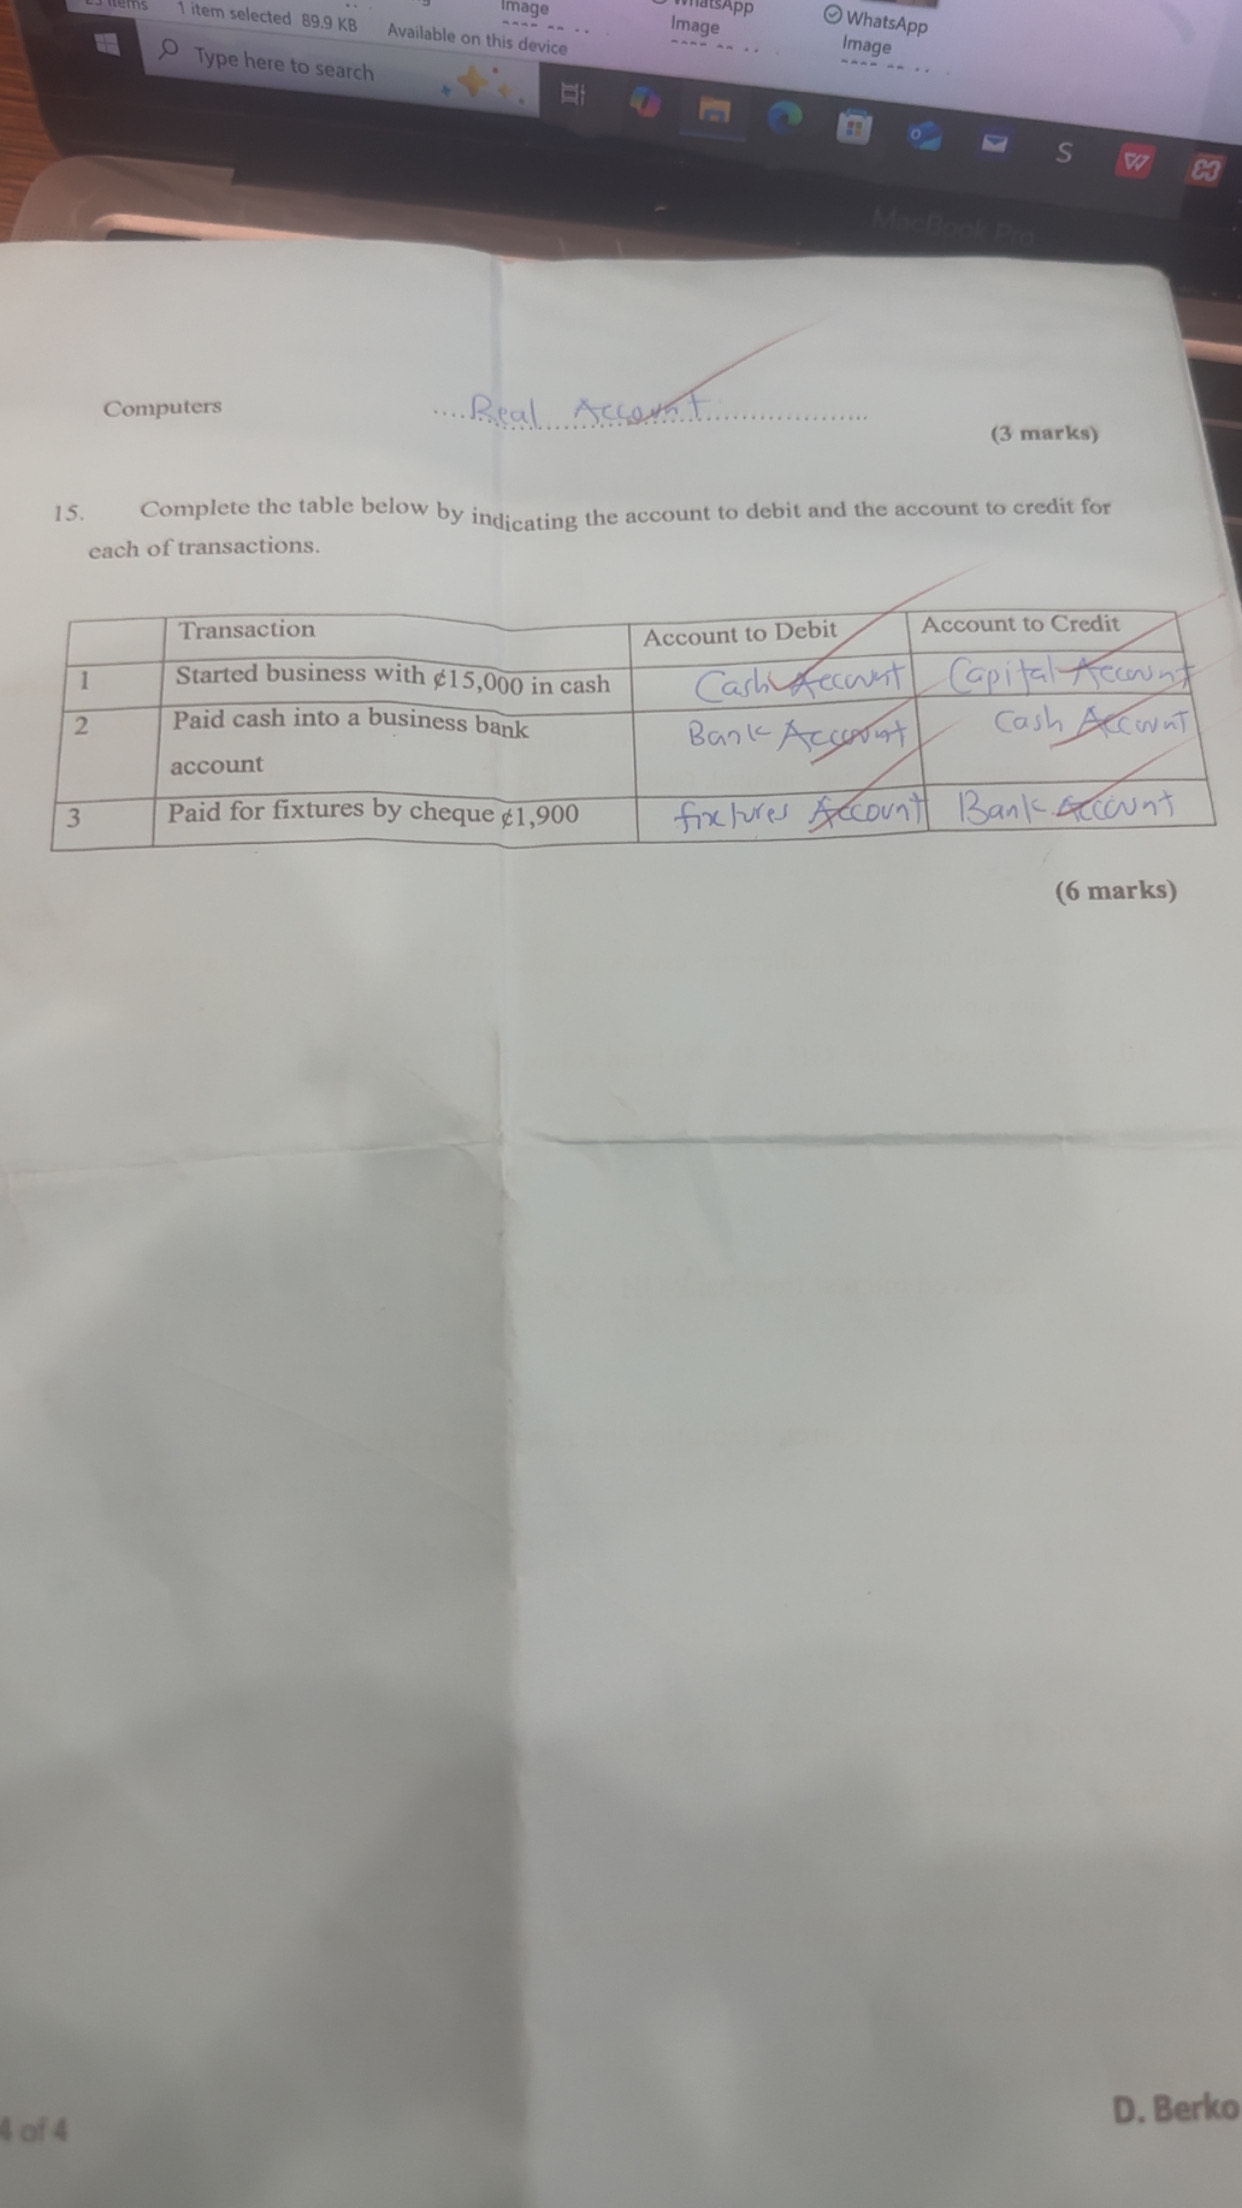 1 item selected 89.9 KB
Available on this device
Image
Image
WhatsApp
Image
Type here to search
S
MacBook Pro
Computers ....Real Account....................
(3 marks)
15. Complete the table below by indicating the account to debit and the account to credit for
each of transactions.
Transaction Account to Debit Account to Credit
1 Started business with ¢15,000 in cash Cash Account Capital Account
2 Paid cash into a business bank Bank Account Cash Account
account
3 Paid for fixtures by cheque ¢1,900 fixtures Account Bank Account
(6 marks)
4 of 4
D. Berko